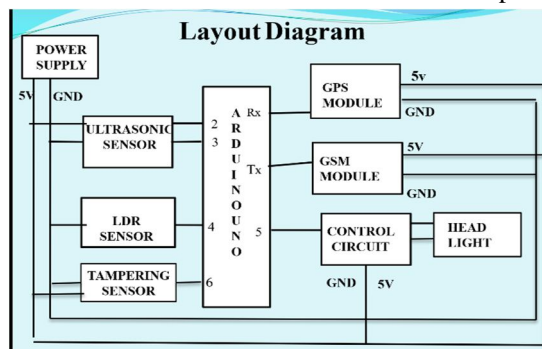 Layout Diagram
POWER
SUPPLY
5V
GND
ULTRASONIC
SENSOR
2
3
LDR
SENSOR
4
TAMPERING
SENSOR
6
ARDUINOUNO
Rx
Tx
5
GPS
MODULE
5v
GND
GSM
MODULE
5V
GND
CONTROL
CIRCUIT
HEAD
LIGHT
GND 5V